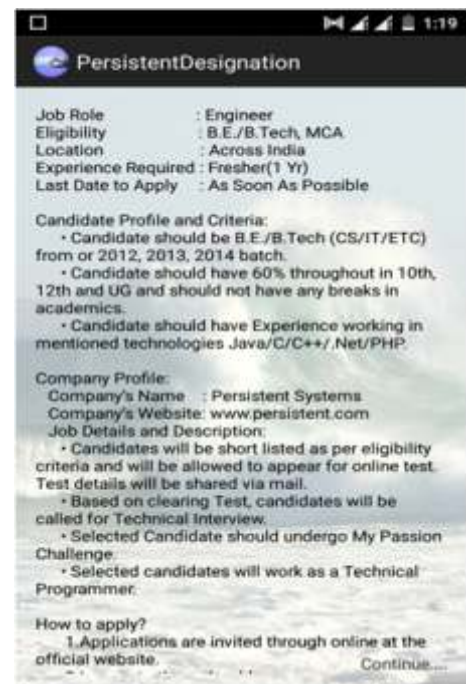 1:19
PersistentDesignation
Job Role : Engineer
Eligibility : B.E./B.Tech, MCA
Location : Across India
Experience Required : Fresher(1 Yr)
Last Date to Apply : As Soon As Possible
Candidate Profile and Criteria:
• Candidate should be B.E./B.Tech (CS/IT/ETC)
from or 2012, 2013, 2014 batch.
• Candidate should have 60% throughout in 10th,
12th and UG and should not have any breaks in
academics.
• Candidate should have Experience working in
mentioned technologies Java/C/C++/.Net/PHP.
Company Profile:
Company's Name : Persistent Systems
Company's Website: www.persistent.com
Job Details and Description:
• Candidates will be short listed as per eligibility
criteria and will be allowed to appear for online test.
Test details will be shared via mail.
• Based on clearing Test, candidates will be
called for Technical Interview.
• Selected Candidate should undergo My Passion
Challenge.
• Selected candidates will work as a Technical
Programmer.
How to apply?
1.Applications are invited through online at the
official website.
Continue....